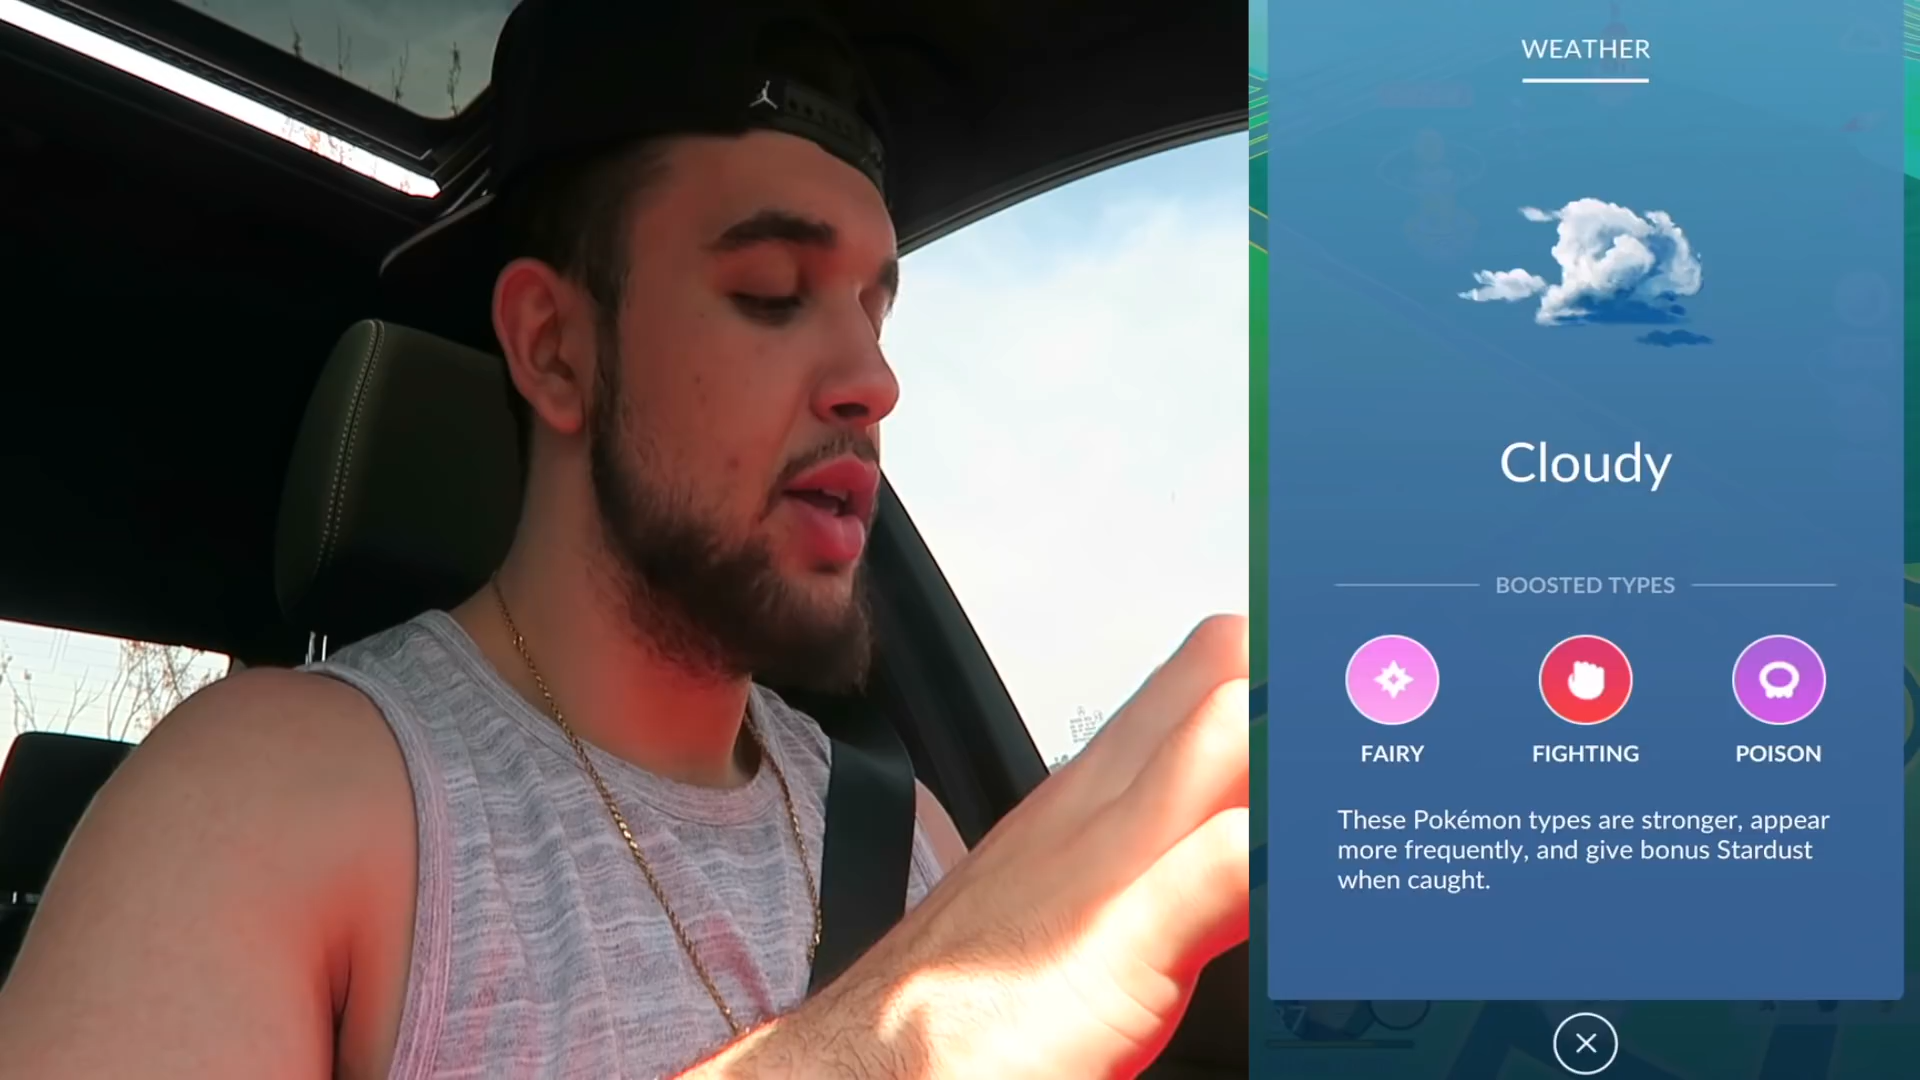 WEATHER
Cloudy
BOOSTED TYPES
FAIRY
FIGHTING
POISON
These Pokémon types are stronger, appear
more frequently, and give bonus Stardust
when caught.